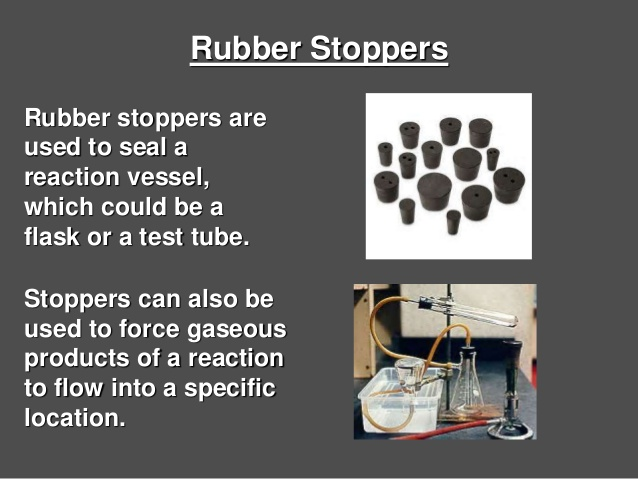 Rubber Stoppers
Rubber stoppers are
used to seal a
reaction vessel,
which could be a
flask or a test tube.
Stoppers can also be
used to force gaseous
products of a reaction
to flow into a specific
location.